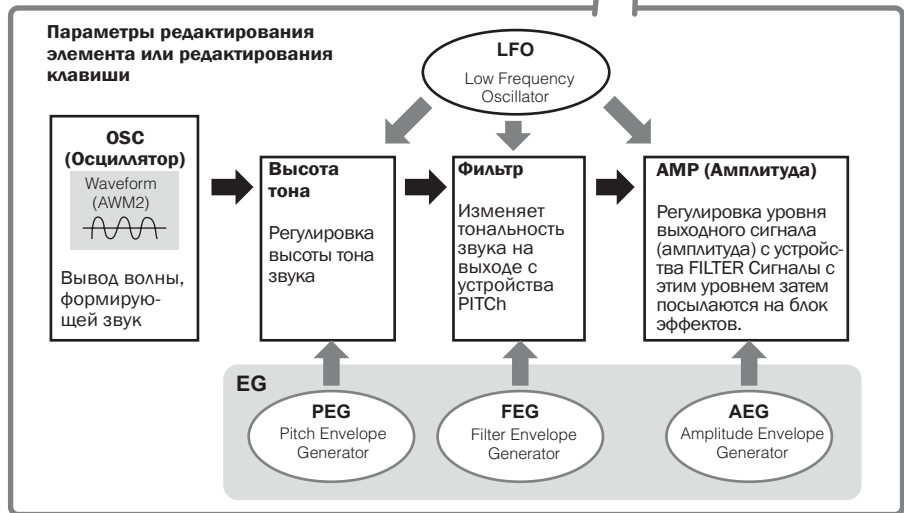 Параметры редактирования
элемента или редактирования
клавиши
LFO
Low Frequency
Oscillator
OSC
(Осциллятор)
Waveform
(AWM2)
Вывод волны,
формирую-
щей звук
Высота
тона
Регулировка
высоты тона
звука
Фильтр
Изменяет
тональность
звука на
выходе с
устройства
PITCh
AMP (Амплитуда)
Регулировка уровня
выходного сигнала
(амплитуда) с устройс-
тва FILTER Сигналы с
этим уровнем затем
посылаются на блок
эффектов.
EG
PEG
Pitch Envelope
Generator
FEG
Filter Envelope
Generator
AEG
Amplitude Envelope
Generator